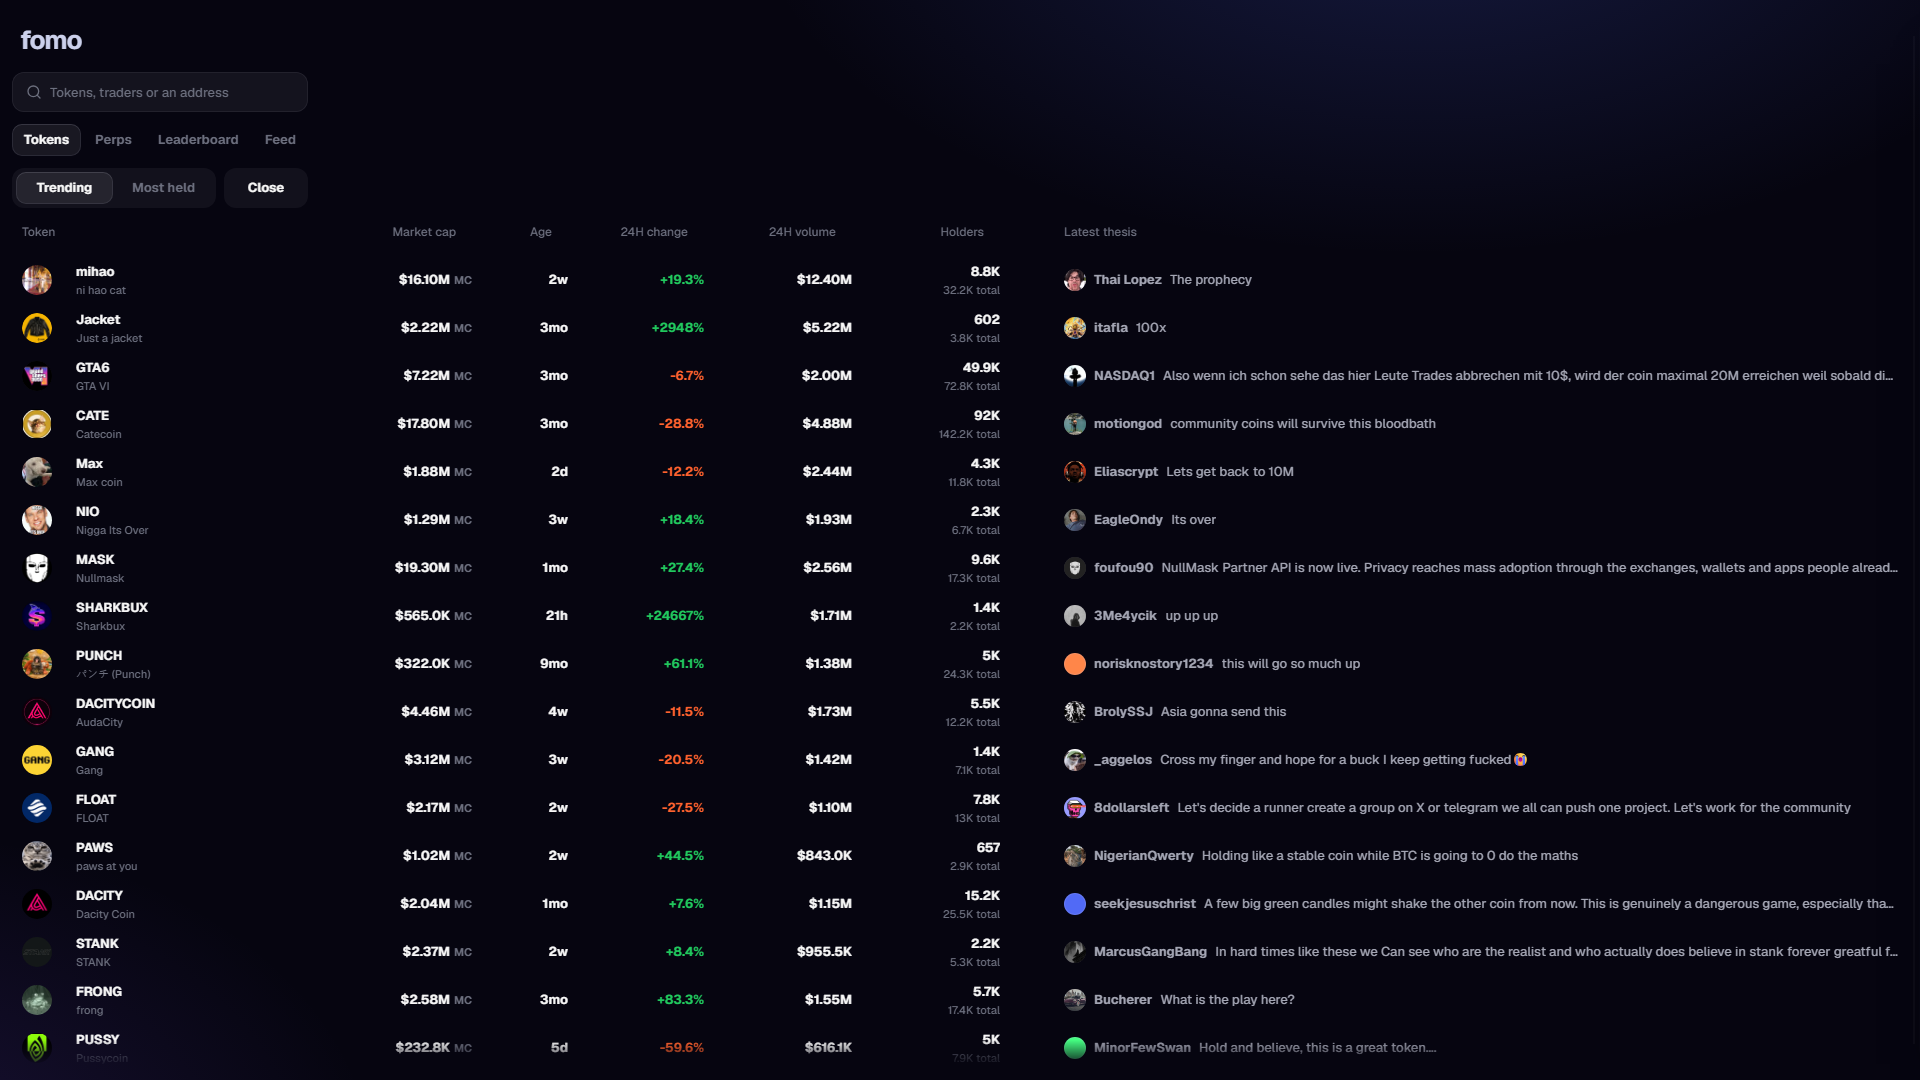 fomo
Tokens, traders or an address
Tokens Perps Leaderboard Feed
Trending Most held Close
Token Market cap Age 24H change 24H volume Holders Latest thesis
mihao
ni hao cat
$16.10M MC 2w +19.3% $12.40M
8.8K
32.2K total
Thai Lopez The prophecy
Jacket
Just a jacket
$2.22M MC 3mo +2948% $5.22M
602
3.8K total
itafla 100x
GTA6
GTA VI
$7.22M MC 3mo -6.7% $2.00M
49.9K
72.8K total
NASDAQ1 Also wenn ich schon sehe das hier Leute Trades abbrechen mit 10$, wird der coin maximal 20M erreichen weil sobald di...
CATE
Catecoin
$17.80M MC 3mo -28.8% $4.88M
92K
142.2K total
motiongod community coins will survive this bloodbath
Max
Max coin
$1.88M MC 2d -12.2% $2.44M
4.3K
11.8K total
Eliascrypt Lets get back to 10M
NIO
Nigga Its Over
$1.29M MC 3w +18.4% $1.93M
2.3K
6.7K total
EagleOndy Its over
MASK
Nullmask
$19.30M MC 1mo +27.4% $2.56M
9.6K
17.3K total
foufou90 NullMask Partner API is now live. Privacy reaches mass adoption through the exchanges, wallets and apps people alread...
SHARKBUX
Sharkbux
$565.0K MC 21h +24667% $1.71M
1.4K
2.2K total
3Me4ycik up up up
PUNCH
パンチ (Punch)
$322.0K MC 9mo +61.1% $1.38M
5K
24.3K total
norisknostory1234 this will go so much up
DACITYCOIN
AudaCity
$4.46M MC 4w -11.5% $1.73M
5.5K
12.2K total
BrolySSJ Asia gonna send this
GANG
GANG
Gang
$3.12M MC 3w -20.5% $1.42M
1.4K
7.1K total
_aggelos Cross my finger and hope for a buck I keep getting fucked
FLOAT
FLOAT
$2.17M MC 2w -27.5% $1.10M
7.8K
13K total
8dollarsleft Let's decide a runner create a group on X or telegram we all can push one project. Let's work for the community
PAWS
paws at you
$1.02M MC 2w +44.5% $843.0K
657
2.9K total
NigerianQwerty Holding like a stable coin while BTC is going to 0 do the maths
DACITY
Dacity Coin
$2.04M MC 1mo +7.6% $1.15M
15.2K
25.5K total
seekjesuschrist A few big green candles might shake the other coin from now. This is genuinely a dangerous game, especially tha...
STANK
STANK
$2.37M MC 2w +8.4% $955.5K
2.2K
5.3K total
MarcusGangBang In hard times like these we Can see who are the realist and who actually does believe in stank forever greatful f...
FRONG
frong
$2.58M MC 3mo +83.3% $1.55M
5.7K
17.4K total
Bucherer What is the play here?
PUSSY
Pussycoin
$232.8K MC 5d -59.6% $616.1K
5K
7.9K total
MinorFewSwan Hold and believe, this is a great token....